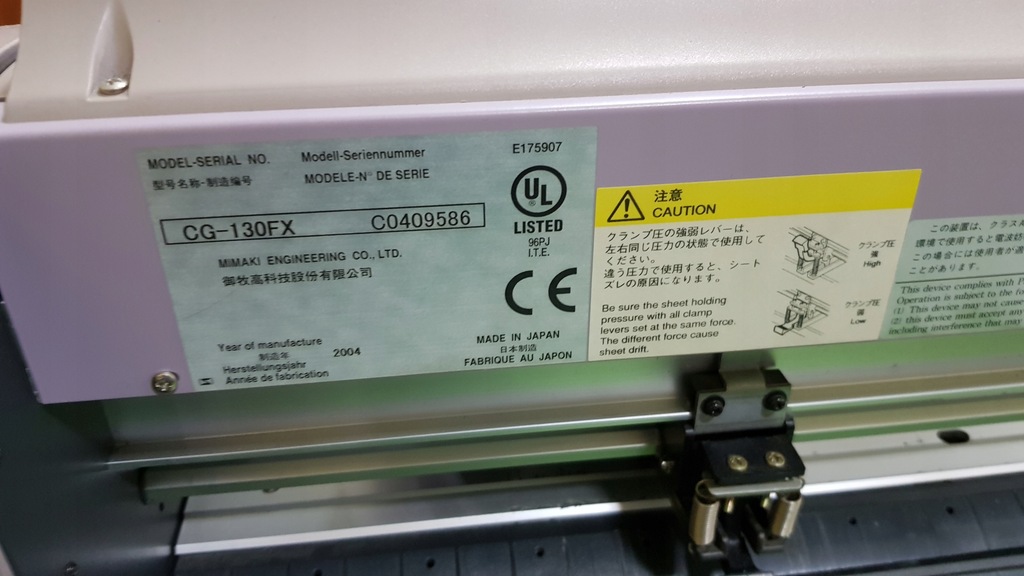 MODEL-SERIAL NO. Modell-Seriennummer
型号名称·制造编号 MODELE-N° DE SERIE
E175907
CG-130FX C0409586
UL
®
LISTED
96PJ
I.T.E.
MIMAKI ENGINEERING CO., LTD.
御牧高科技股份有限公司
CE
Year of manufacture
制造年 2004
Herstellungsjahr
Année de fabrication
MADE IN JAPAN
日本制造
FABRIQUE AU JAPON
注意
CAUTION
クランプ圧の強弱レバーは、
左右同じ圧力の状態で使用して
ください。
違う圧力で使用すると、シート
ズレの原因になります。
Be sure the sheet holding
pressure with all clamp
levers set at the same force.
The different force cause
sheet drift.
クランプ圧
強
High
クランプ圧
弱
Low
この装置は、クラス
環境で使用すると電波妨
この場合には使用者が適
ことがあります。
This device complies with
Operation is subject to the
(1) This device may not cause
(2) this device must accept any
including interference that may